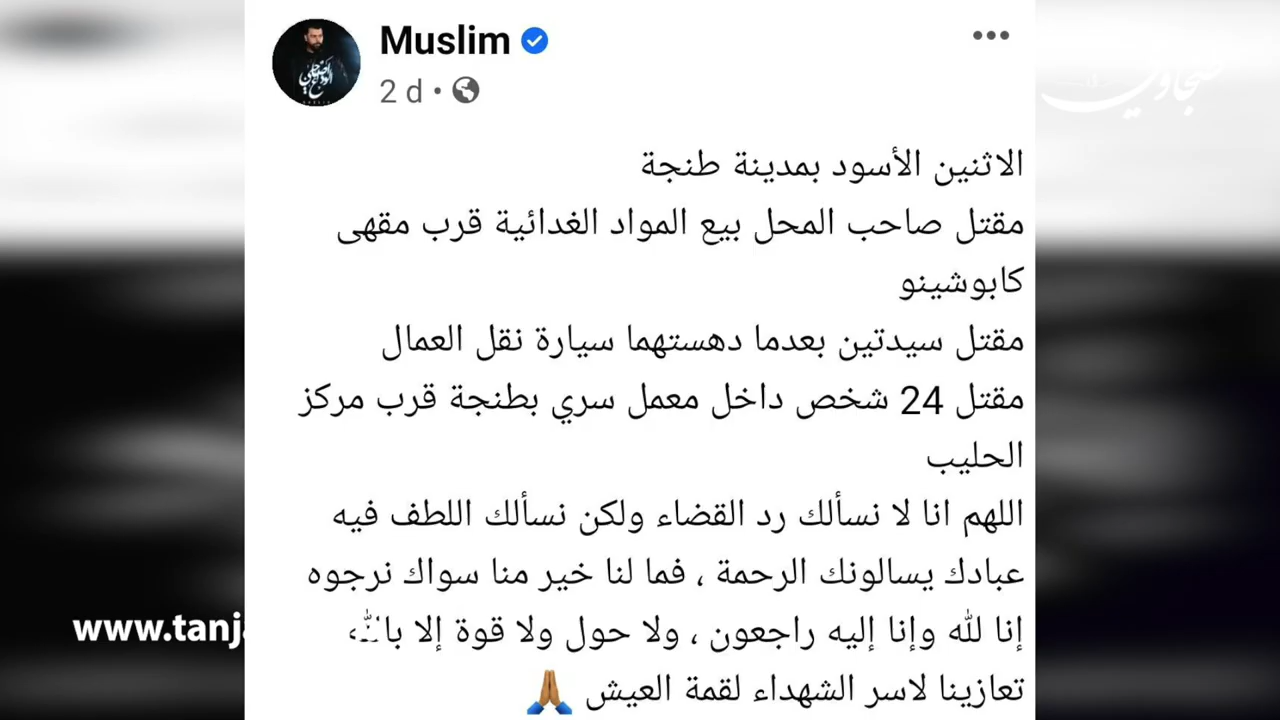 Muslim
2 d
طنجاوي
الاثنين الأسود بمدينة طنجة
مقتل صاحب المحل بيع المواد الغدائية قرب مقهى
كابوشينو
مقتل سيدتين بعدما دهستهما سيارة نقل العمال
مقتل 24 شخص داخل معمل سري بطنجة قرب مركز
الحليب
اللهم انا لا نسألك رد القضاء ولكن نسألك اللطف فيه
عبادك يسالونك الرحمة ، فما لنا خير منا سواك نرجوه
إنا لله وإنا إليه راجعون ، ولا حول ولا قوة إلا بالله
www.tanja
تعازينا لاسر الشهداء لقمة العيش 🙏🏾